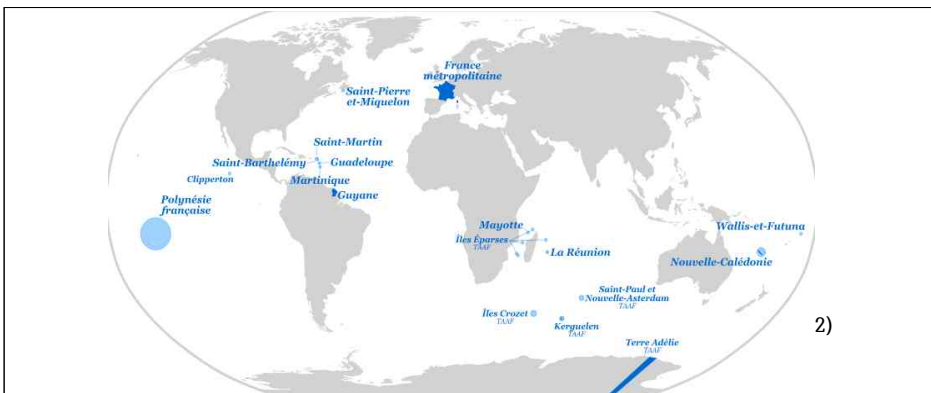 France
métropolitaine
Saint-Pierre
et-Miquelon
Saint-Martin
Saint-Barthelémy
Guadeloupe
Clipperton
Martinique
Guyane
Polynésie
française
Mayotte
Îles Éparses
TAAF
La Réunion
Wallis-et-Futuna
Nouvelle-Calédonie
Saint-Paul et
Nouvelle-Asterdam
TAAF
Îles Crozet
TAAF
Kerguelen
TAAF
2)
Terre Adélie
TAAF